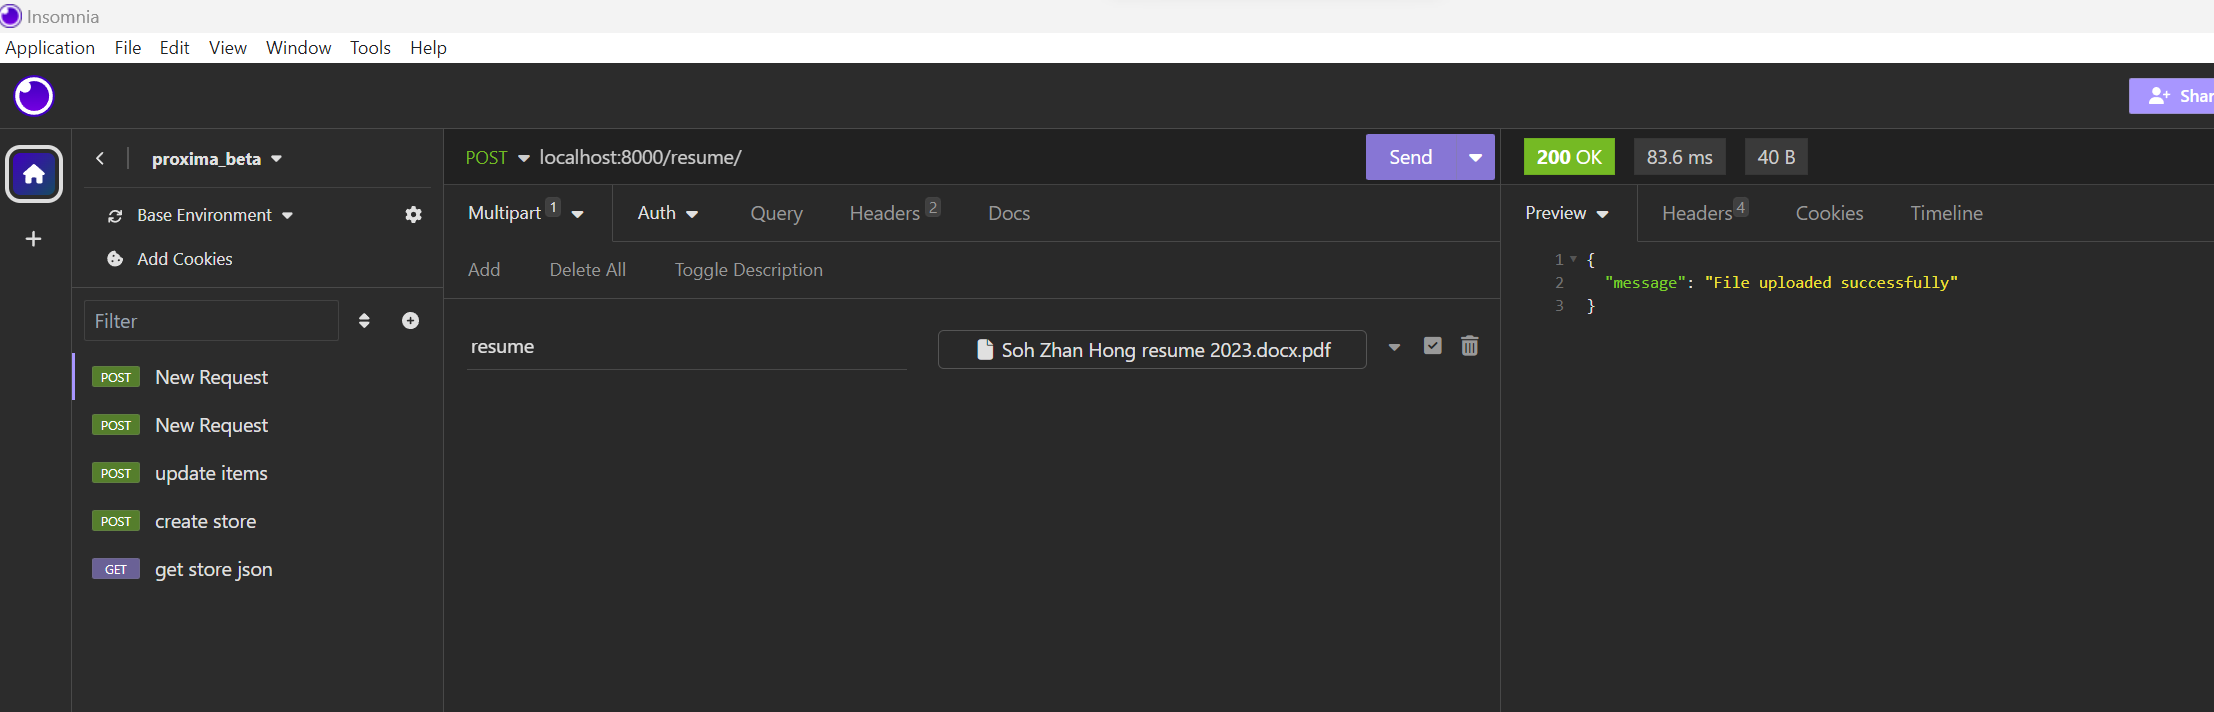 Insomnia
Application File Edit View Window Tools Help
Shar
proxima_beta
Base Environment
Add Cookies
Filter
POST New Request
POST New Request
POST update items
POST create store
GET get store json
POST localhost:8000/resume/ Send
Multipart 1 Auth Query Headers 2 Docs
Add Delete All Toggle Description
resume Soh Zhan Hong resume 2023.docx.pdf
200 OK 83.6 ms 40 B
Preview Headers 4 Cookies Timeline
1 {
2 "message": "File uploaded successfully"
3 }